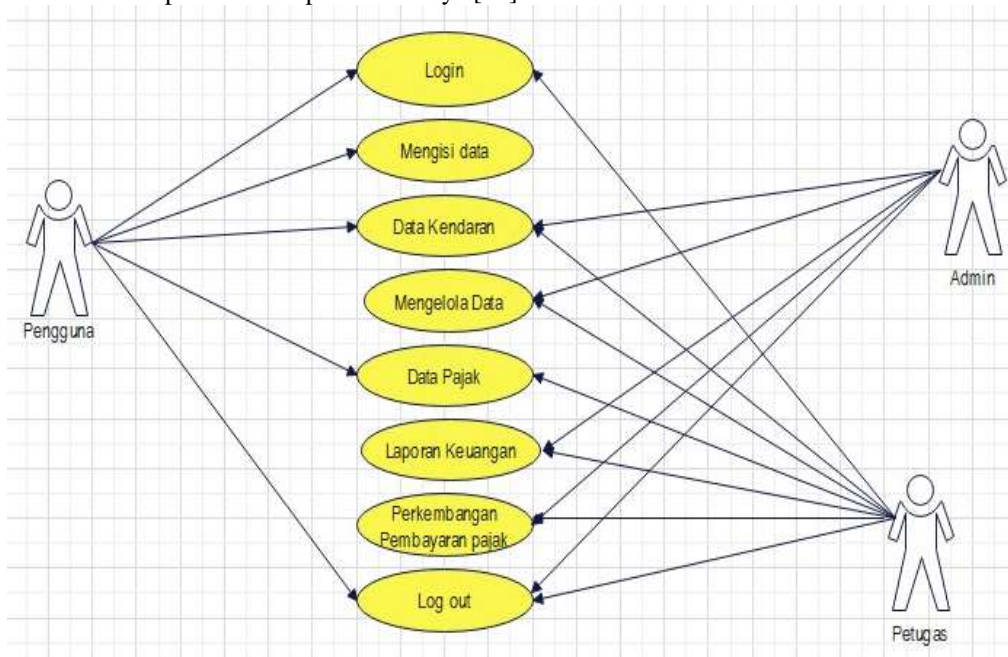 Login
Mengisi data
Data Kendaran
Mengelola Data
Data Pajak
Laporan Keuangan
Perkembangan
Pembayaran pajak
Log out
Pengguna
Admin
Petugas